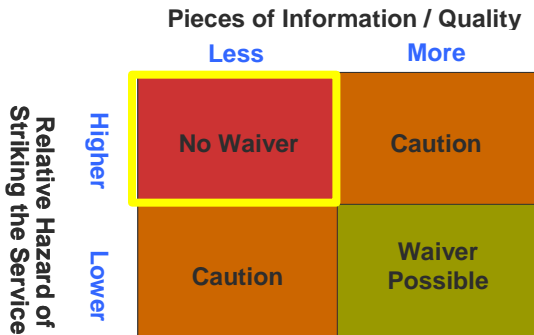 Pieces of Information / Quality
Less
More
Relative Hazard of
Striking the Service
Higher
No Waiver
Caution
Lower
Caution
Waiver
Possible